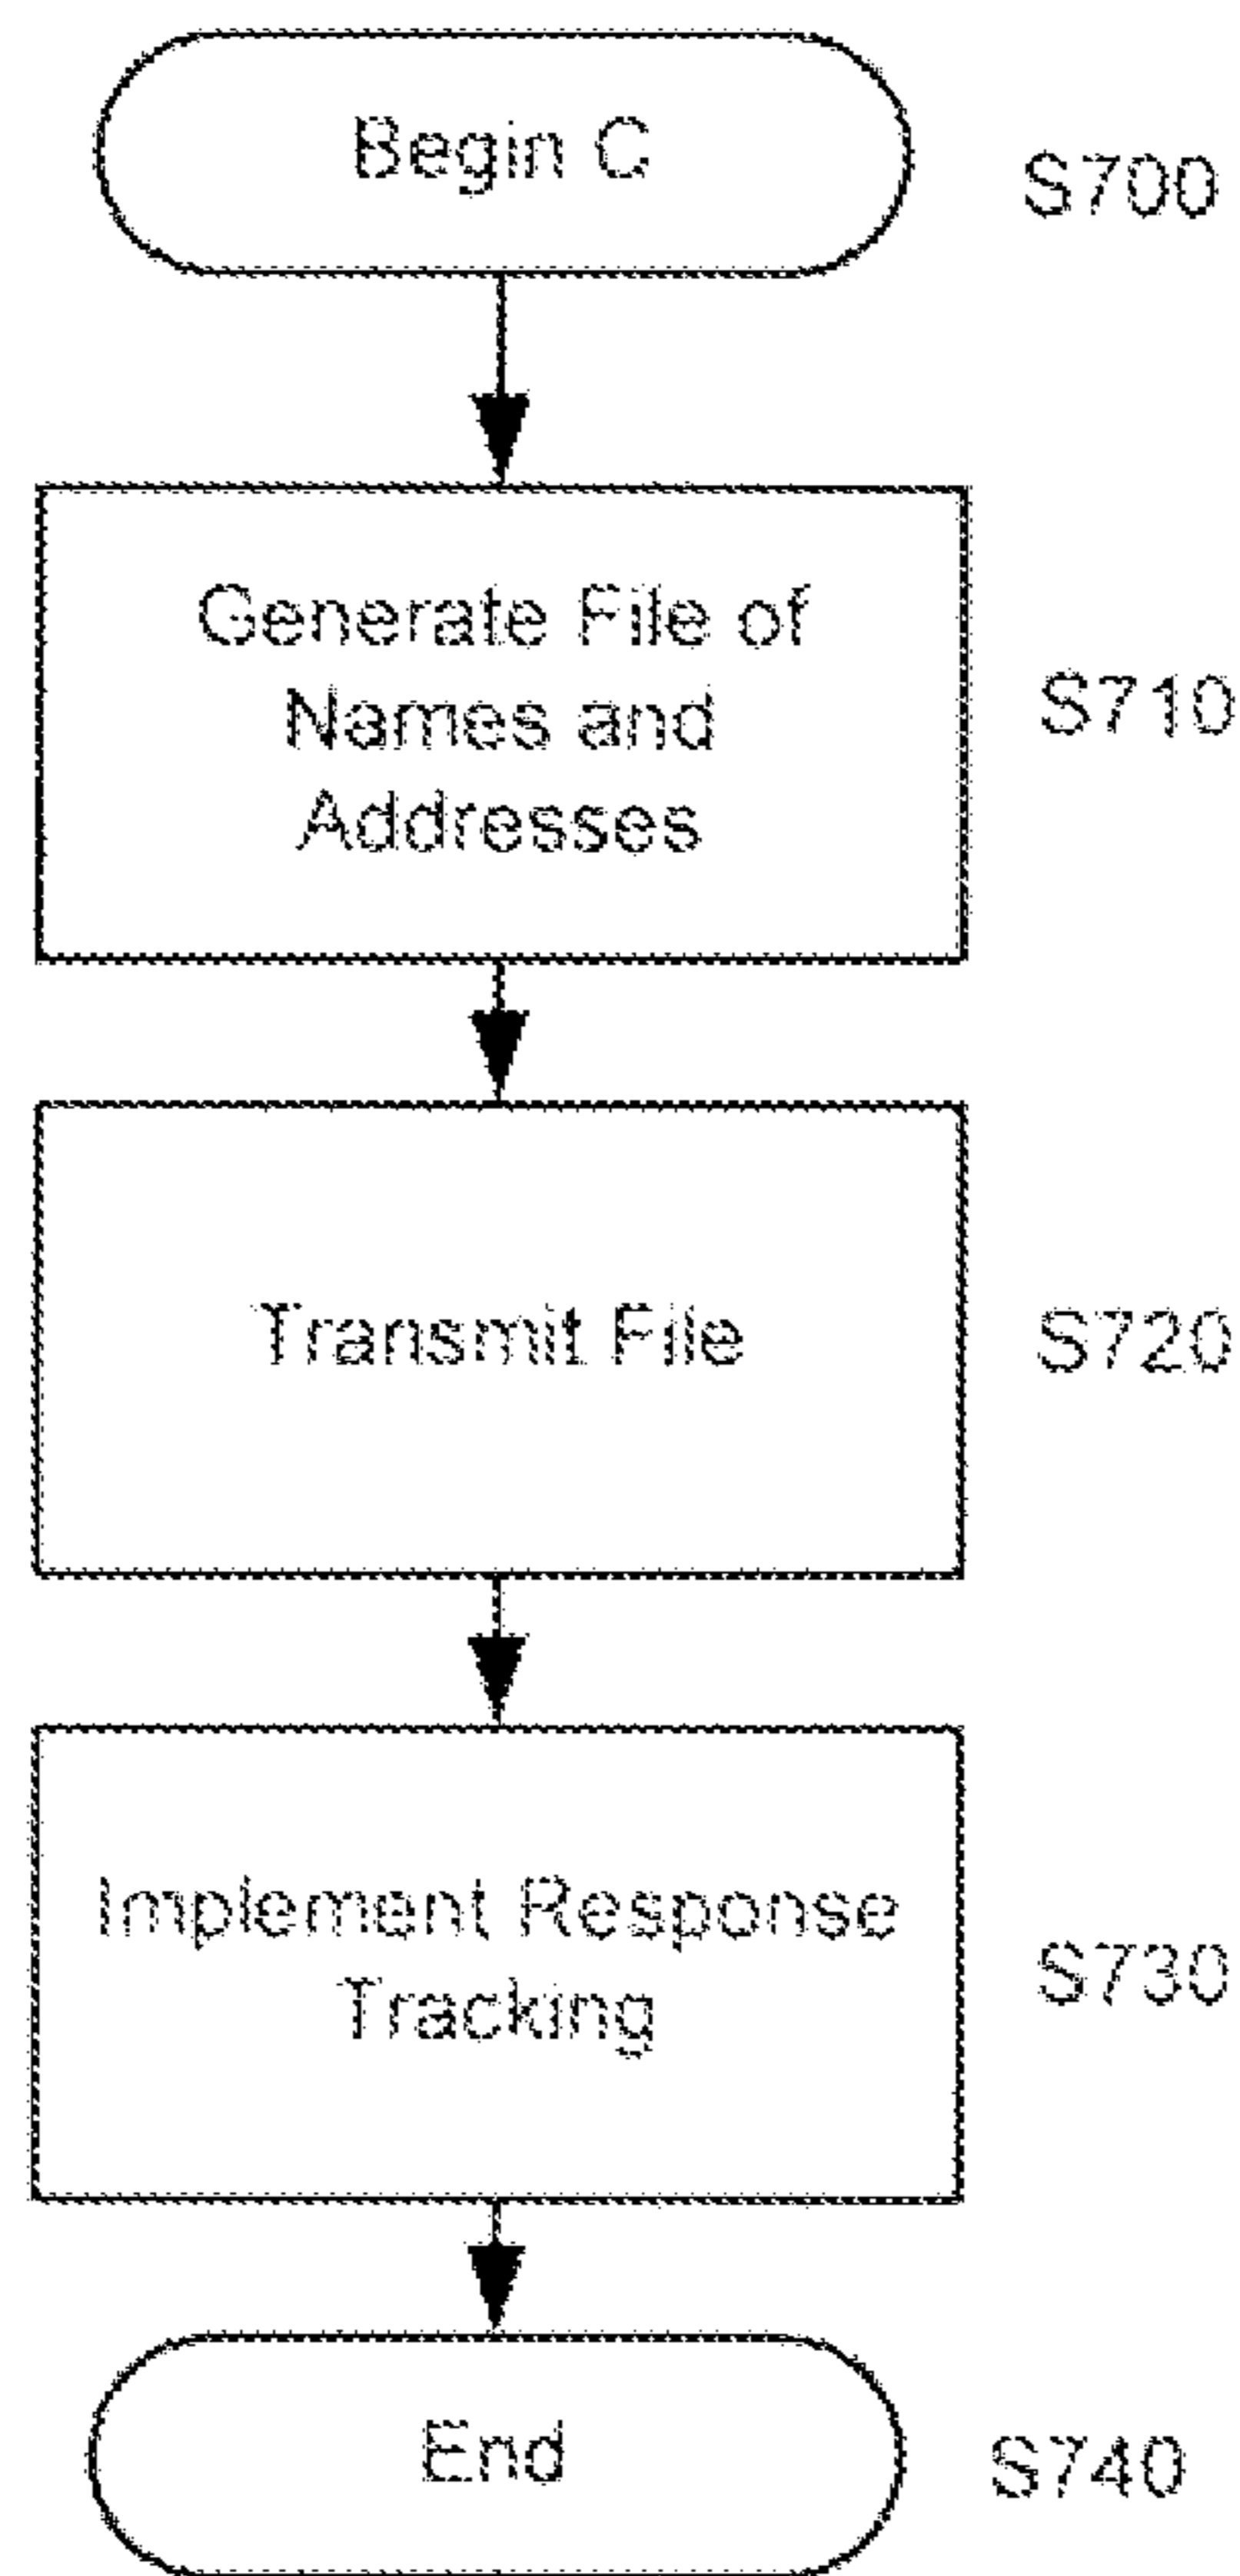 Begin C
S700
Generate File of
Names and
Addresses
S710
Transmit File
S720
Implement Response
Tracking
S730
End
S740